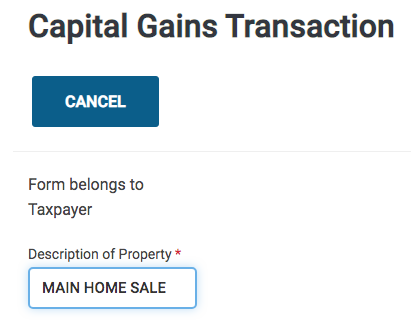 Capital Gains Transaction
CANCEL
Form belongs to
Taxpayer
Description of Property *
MAIN HOME SALE